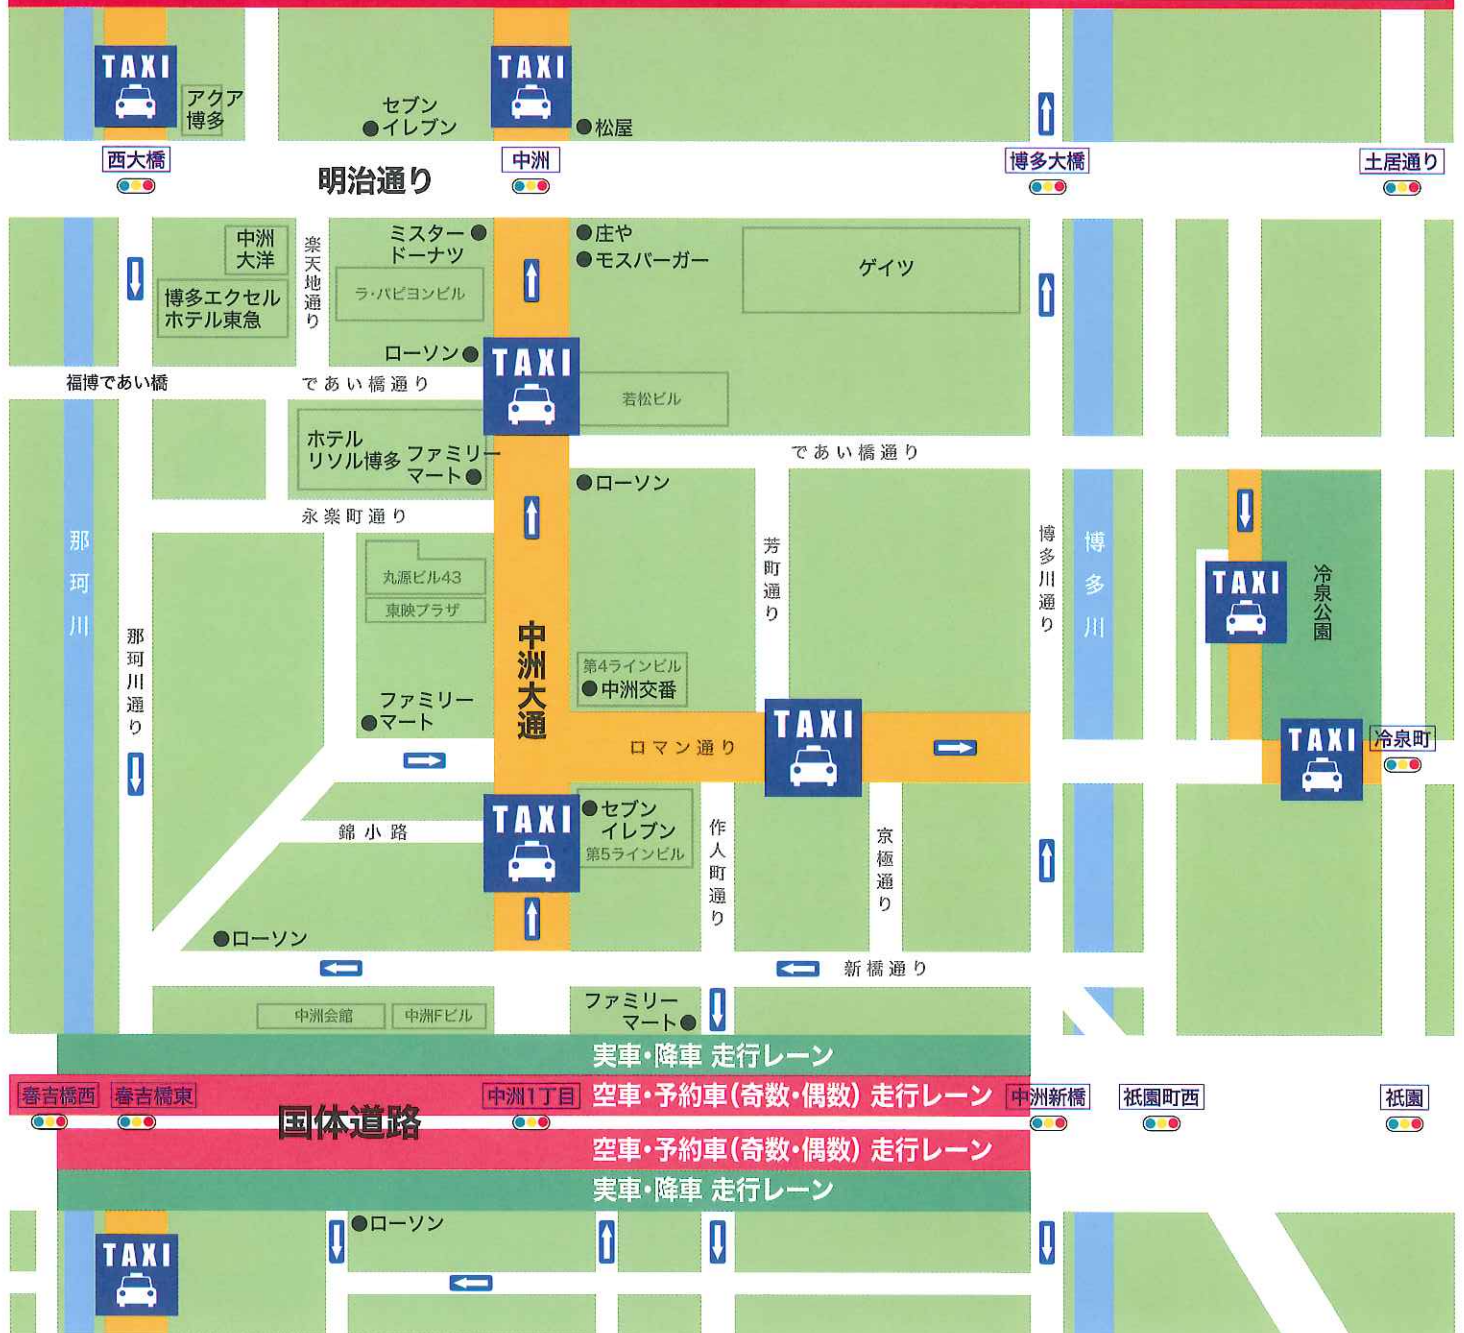 TAXI
TAXI
アクア
博多
セブン
●イレブン
●松屋
西大橋
中洲
博多大橋
土居通り
明治通り
中洲
大洋
楽天地通り
ミスター●
ドーナツ
●庄や
●モスバーガー
ゲイツ
博多エクセル
ホテル東急
ラ・パピヨンビル
ローソン●
TAXI
福博であい橋
であい橋通り
若松ビル
ホテル
リソル博多
ファミリー
マート●
であい橋通り
●ローソン
永楽町通り
那珂川
芳町通り
博多川通り
博多川
丸源ビル43
東映プラザ
TAXI
冷泉公園
那珂川通り
中洲大通
第4ラインビル
●中洲交番
ファミリー
●マート
ロマン通り
TAXI
TAXI
冷泉町
錦小路
TAXI
●セブン
イレブン
第5ラインビル
作人町通り
京極通り
●ローソン
新橋通り
中洲会館
中洲Fビル
ファミリー
マート●
実車・降車 走行レーン
春吉橋西
春吉橋東
中洲1丁目
空車・予約車(奇数・偶数) 走行レーン
中洲新橋
祇園町西
祇園
国体道路
空車・予約車(奇数・偶数) 走行レーン
実車・降車 走行レーン
●ローソン
TAXI